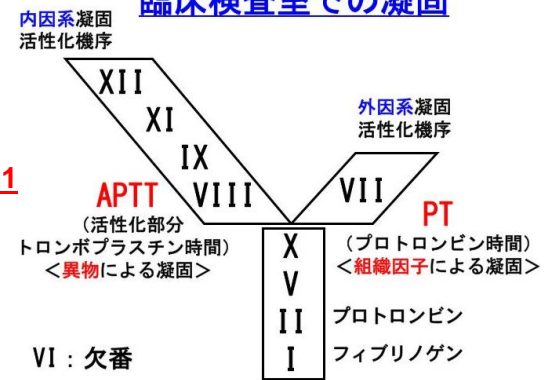 臨床検査室での凝固
内因系凝固
活性化機序
XII
XI
IX
VIII
外因系凝固
活性化機序
VII
1
APTT
(活性化部分
トロンボプラスチン時間)
<異物による凝固>
PT
(プロトロンビン時間)
<組織因子による凝固>
X
V
II プロトロンビン
I フィブリノゲン
VI:欠番